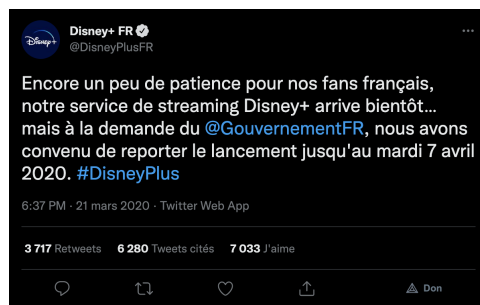 Disney+
Disney+ FR
@DisneyPlusFR
Encore un peu de patience pour nos fans français,
notre service de streaming Disney+ arrive bientôt...
mais à la demande du @GouvernementFR, nous avons
convenu de reporter le lancement jusqu'au mardi 7 avril
2020. #DisneyPlus
6:37 PM · 21 mars 2020 · Twitter Web App
3 717 Retweets 6 280 Tweets cités 7 033 J'aime
Don